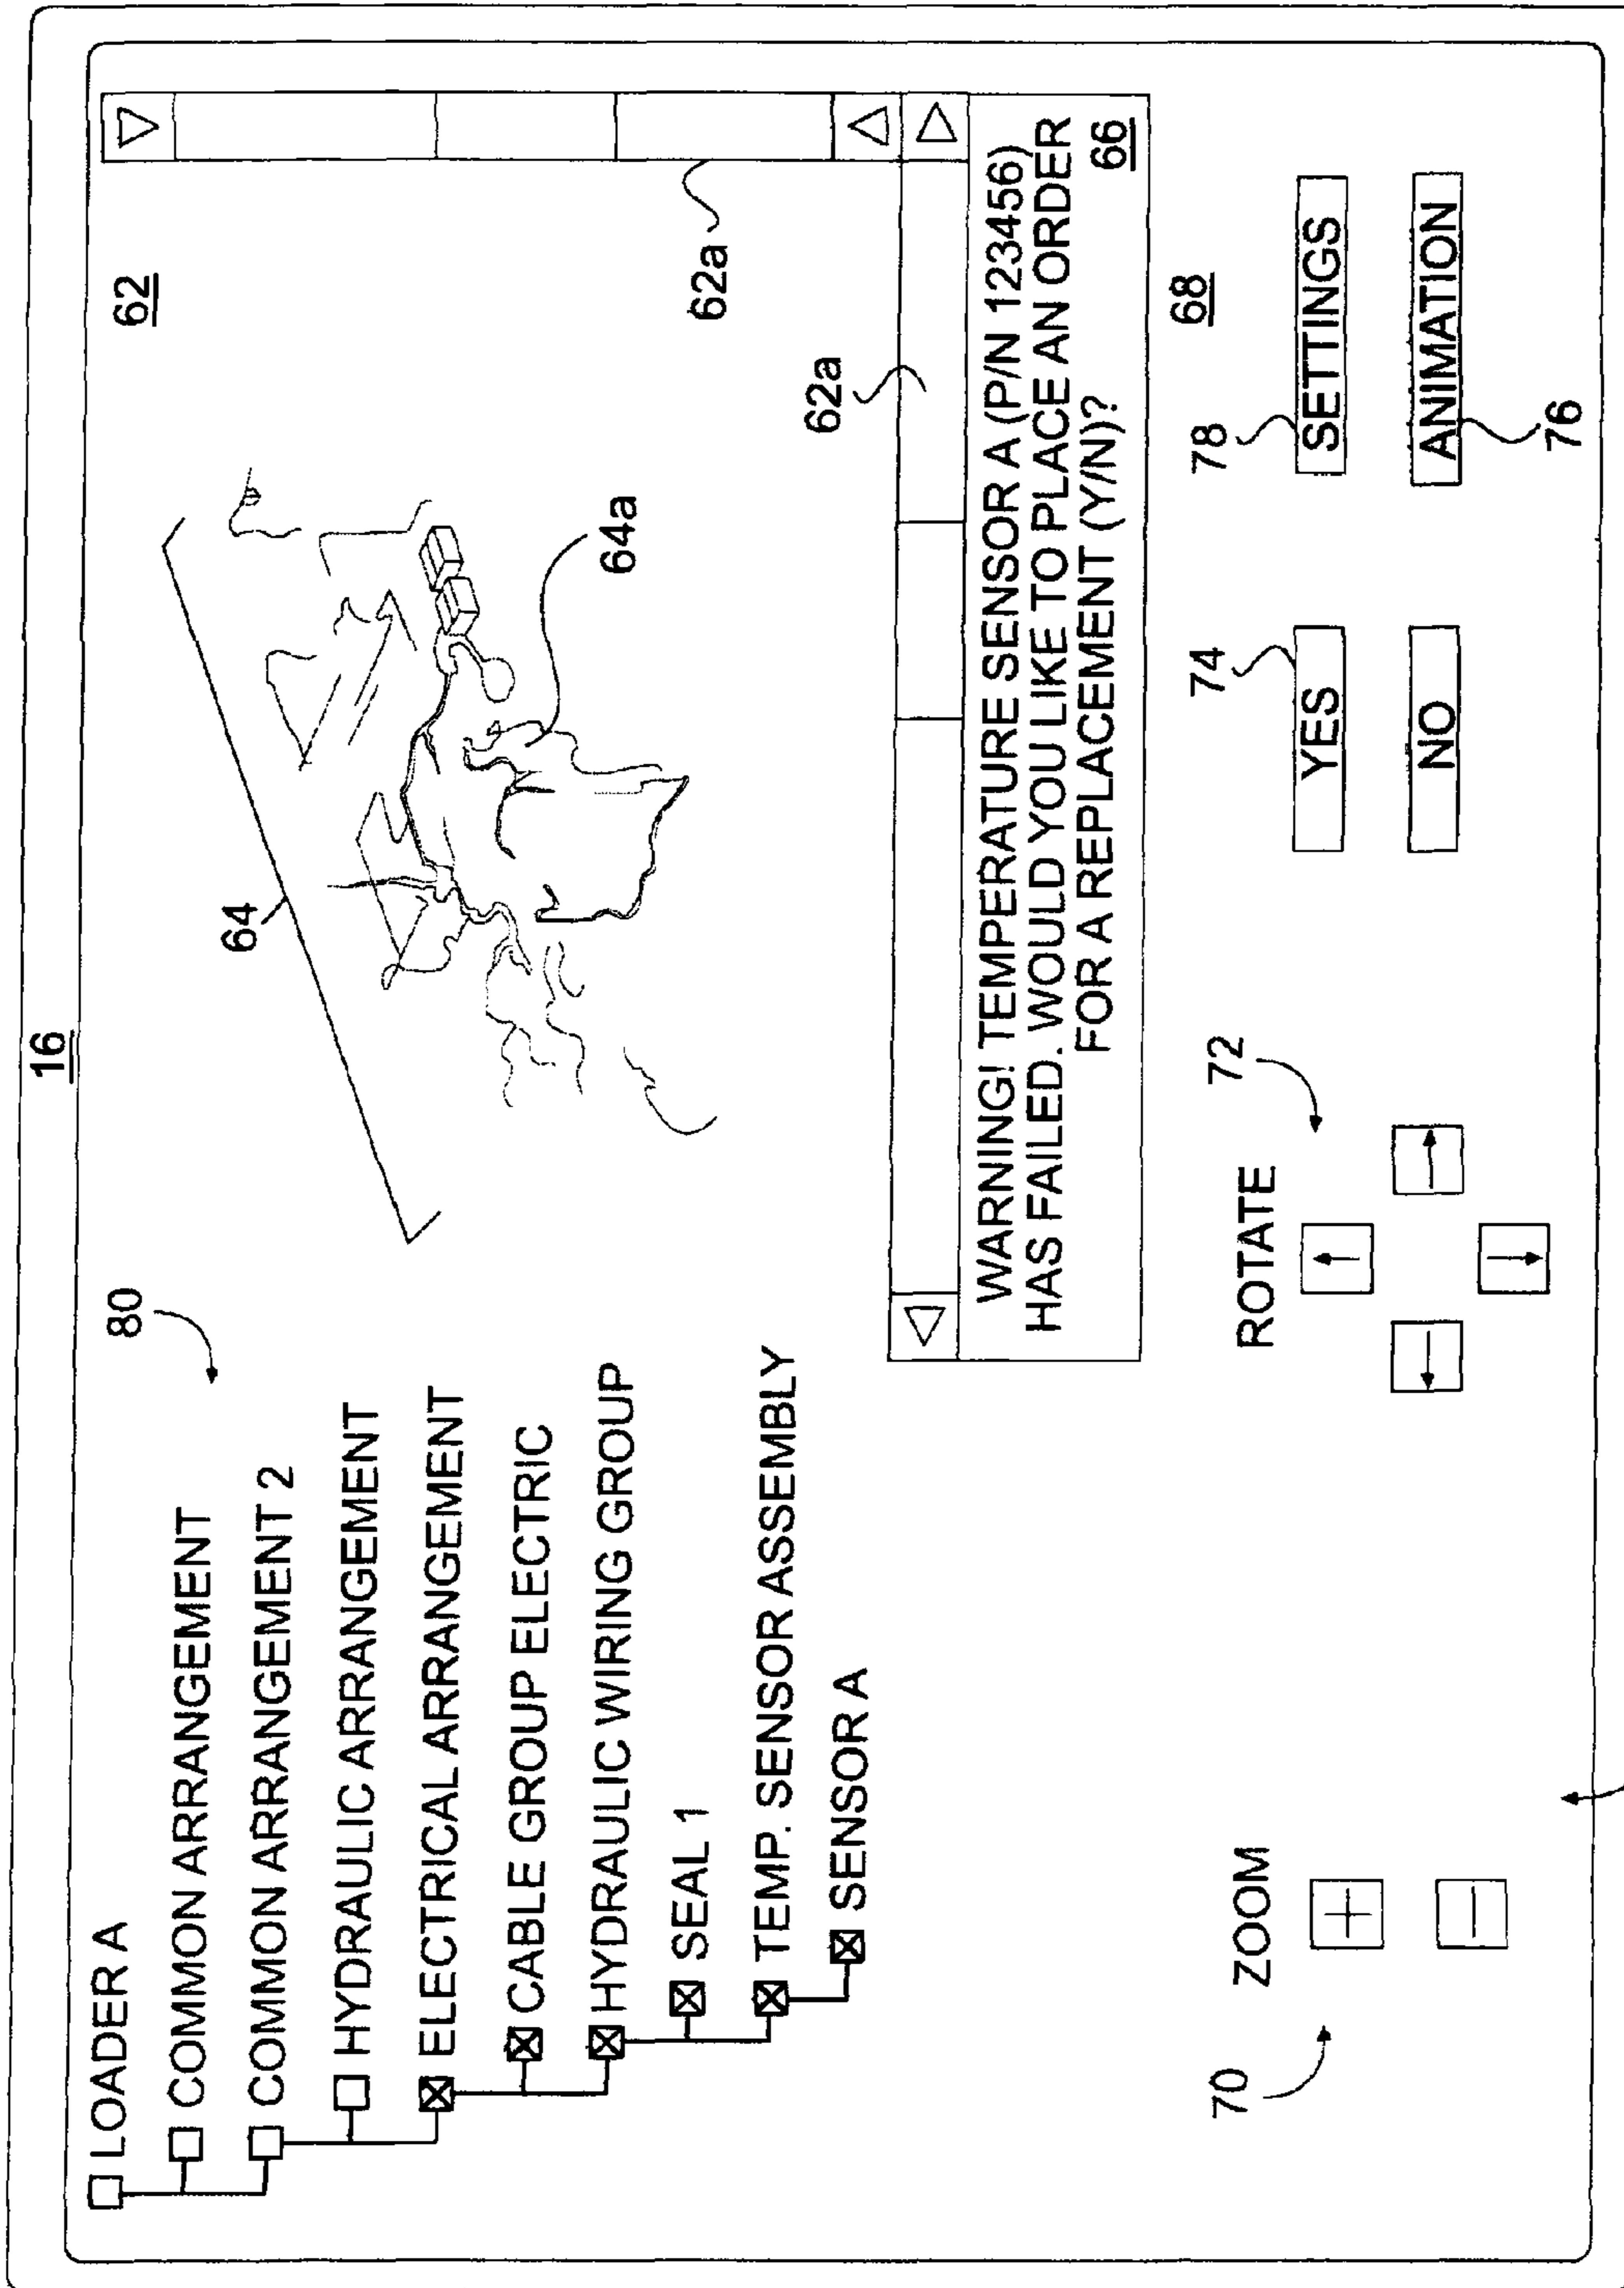 16
LOADER A
COMMON ARRANGEMENT
COMMON ARRANGEMENT 2
HYDRAULIC ARRANGEMENT
ELECTRICAL ARRANGEMENT
CABLE GROUP ELECTRIC
HYDRAULIC WIRING GROUP
SEAL 1
TEMP. SENSOR ASSEMBLY
SENSOR A
80
64
62
64a
62a
62a
WARNING! TEMPERATURE SENSOR A (P/N 123456)
HAS FAILED. WOULD YOU LIKE TO PLACE AN ORDER
FOR A REPLACEMENT (Y/N)?
66
68
70
ZOOM
+
−
ROTATE
72
74
YES
NO
78
SETTINGS
ANIMATION
76